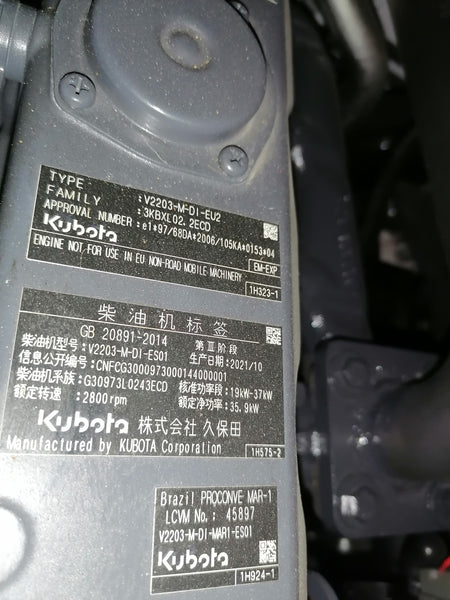 TYPE : V2203-M-DI-EU2
FAMILY : 3KBXL02.2ECD
APPROVAL NUMBER : e1*97/68DA*2006/105KA*0153*04
Kubota
ENGINE NOT FOR USE IN EU NON-ROAD MOBILE MACHINERY EM-EXP
1H323-1
柴油机标签
GB 20891-2014 第Ⅲ阶段
柴油机型号: V2203-M-DI-ES01 生产日期: 2021/10
信息公开编号: CNFCG3000973000144000001
柴油机系族: G30973L0243ECD 核准功率段: 19kW-37kW
额定转速 : 2800rpm 额定净功率: 35.9kW
Kubota 株式会社 久保田
Manufactured by KUBOTA Corporation 1H575-2
Brazil PROCONVE MAR-1
LCVM No.: 45897
V2203-M-DI-MAR1-ES01
Kubota
1H924-1